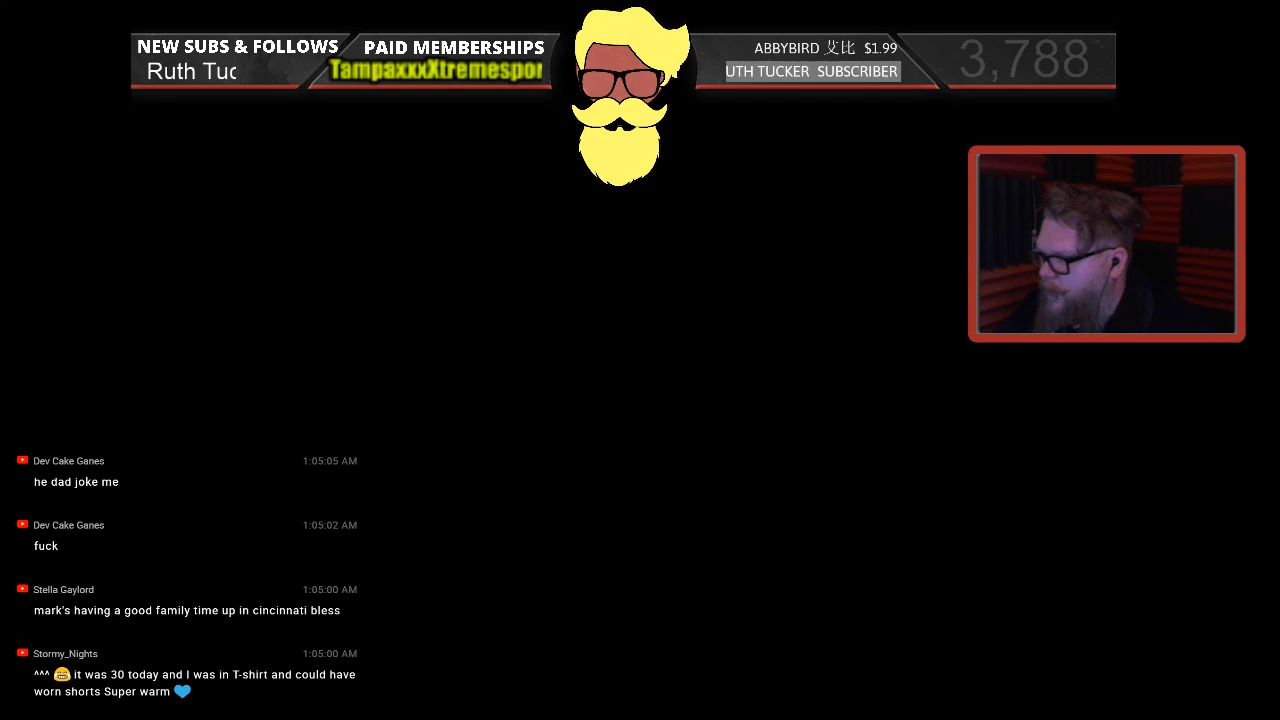 NEW SUBS & FOLLOWS
PAID MEMBERSHIPS
ABBYBIRD 艾比 $1.99
3,788
Ruth Tuc
TampaxxxXtremespor
UTH TUCKER SUBSCRIBER
Dev Cake Ganes 1:05:05 AM
he dad joke me
Dev Cake Ganes 1:05:02 AM
fuck
Stella Gaylord 1:05:00 AM
mark's having a good family time up in cincinnati bless
Stormy_Nights 1:05:00 AM
^^^ 😁 it was 30 today and I was in T-shirt and could have
worn shorts Super warm 💙